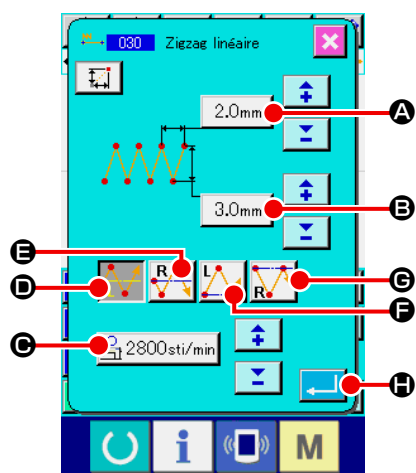 030 Zigzag linéaire
A
2.0mm
B
3.0mm
E
R
L
R
G
D
F
C
2800sti/min
H
i
M